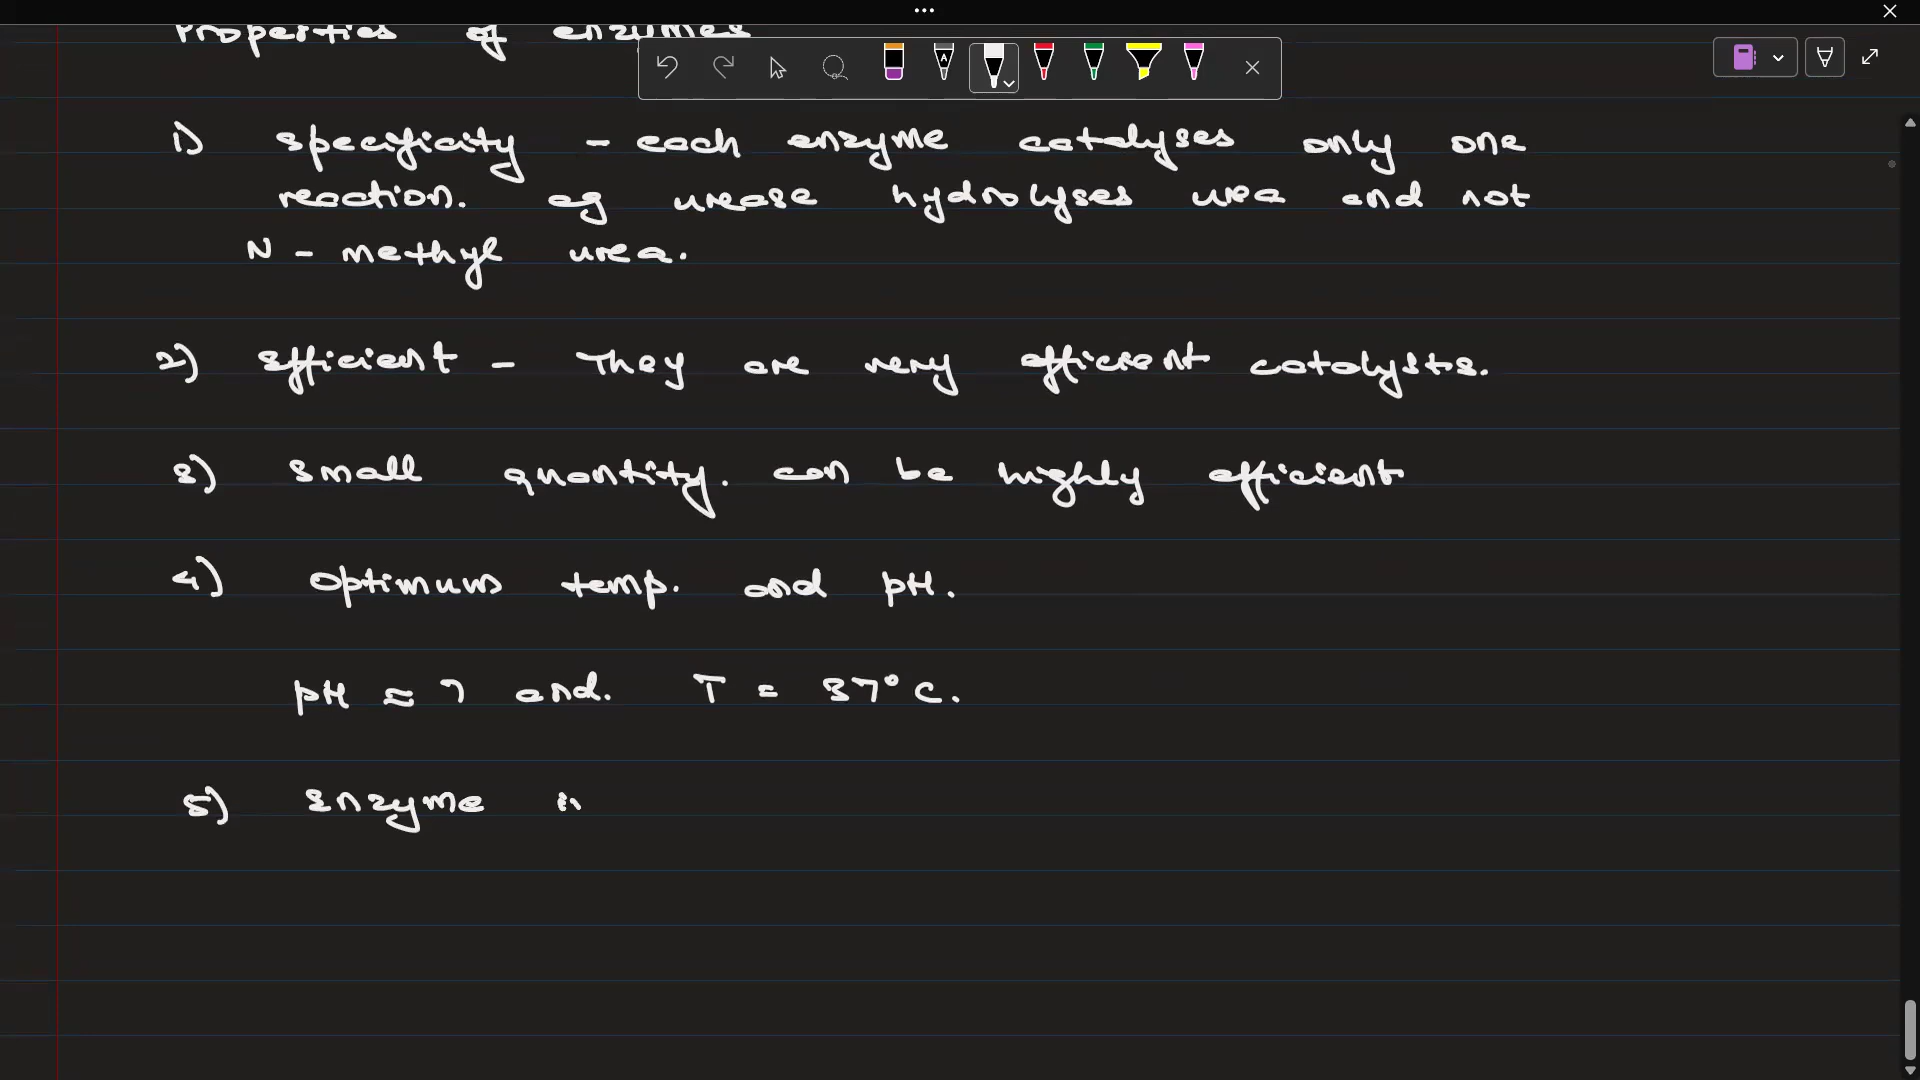 Properties of enzymes
1) specificity - each enzyme catalyses only one
reaction. eg urease hydrolyses urea and not
N - methyl urea.
2) Efficient - They are very efficient catalysts.
3) Small quantity. can be highly efficient
4) Optimum temp. and pH.
pH ≈ 7 and. T = 37° C.
5) Enzyme in